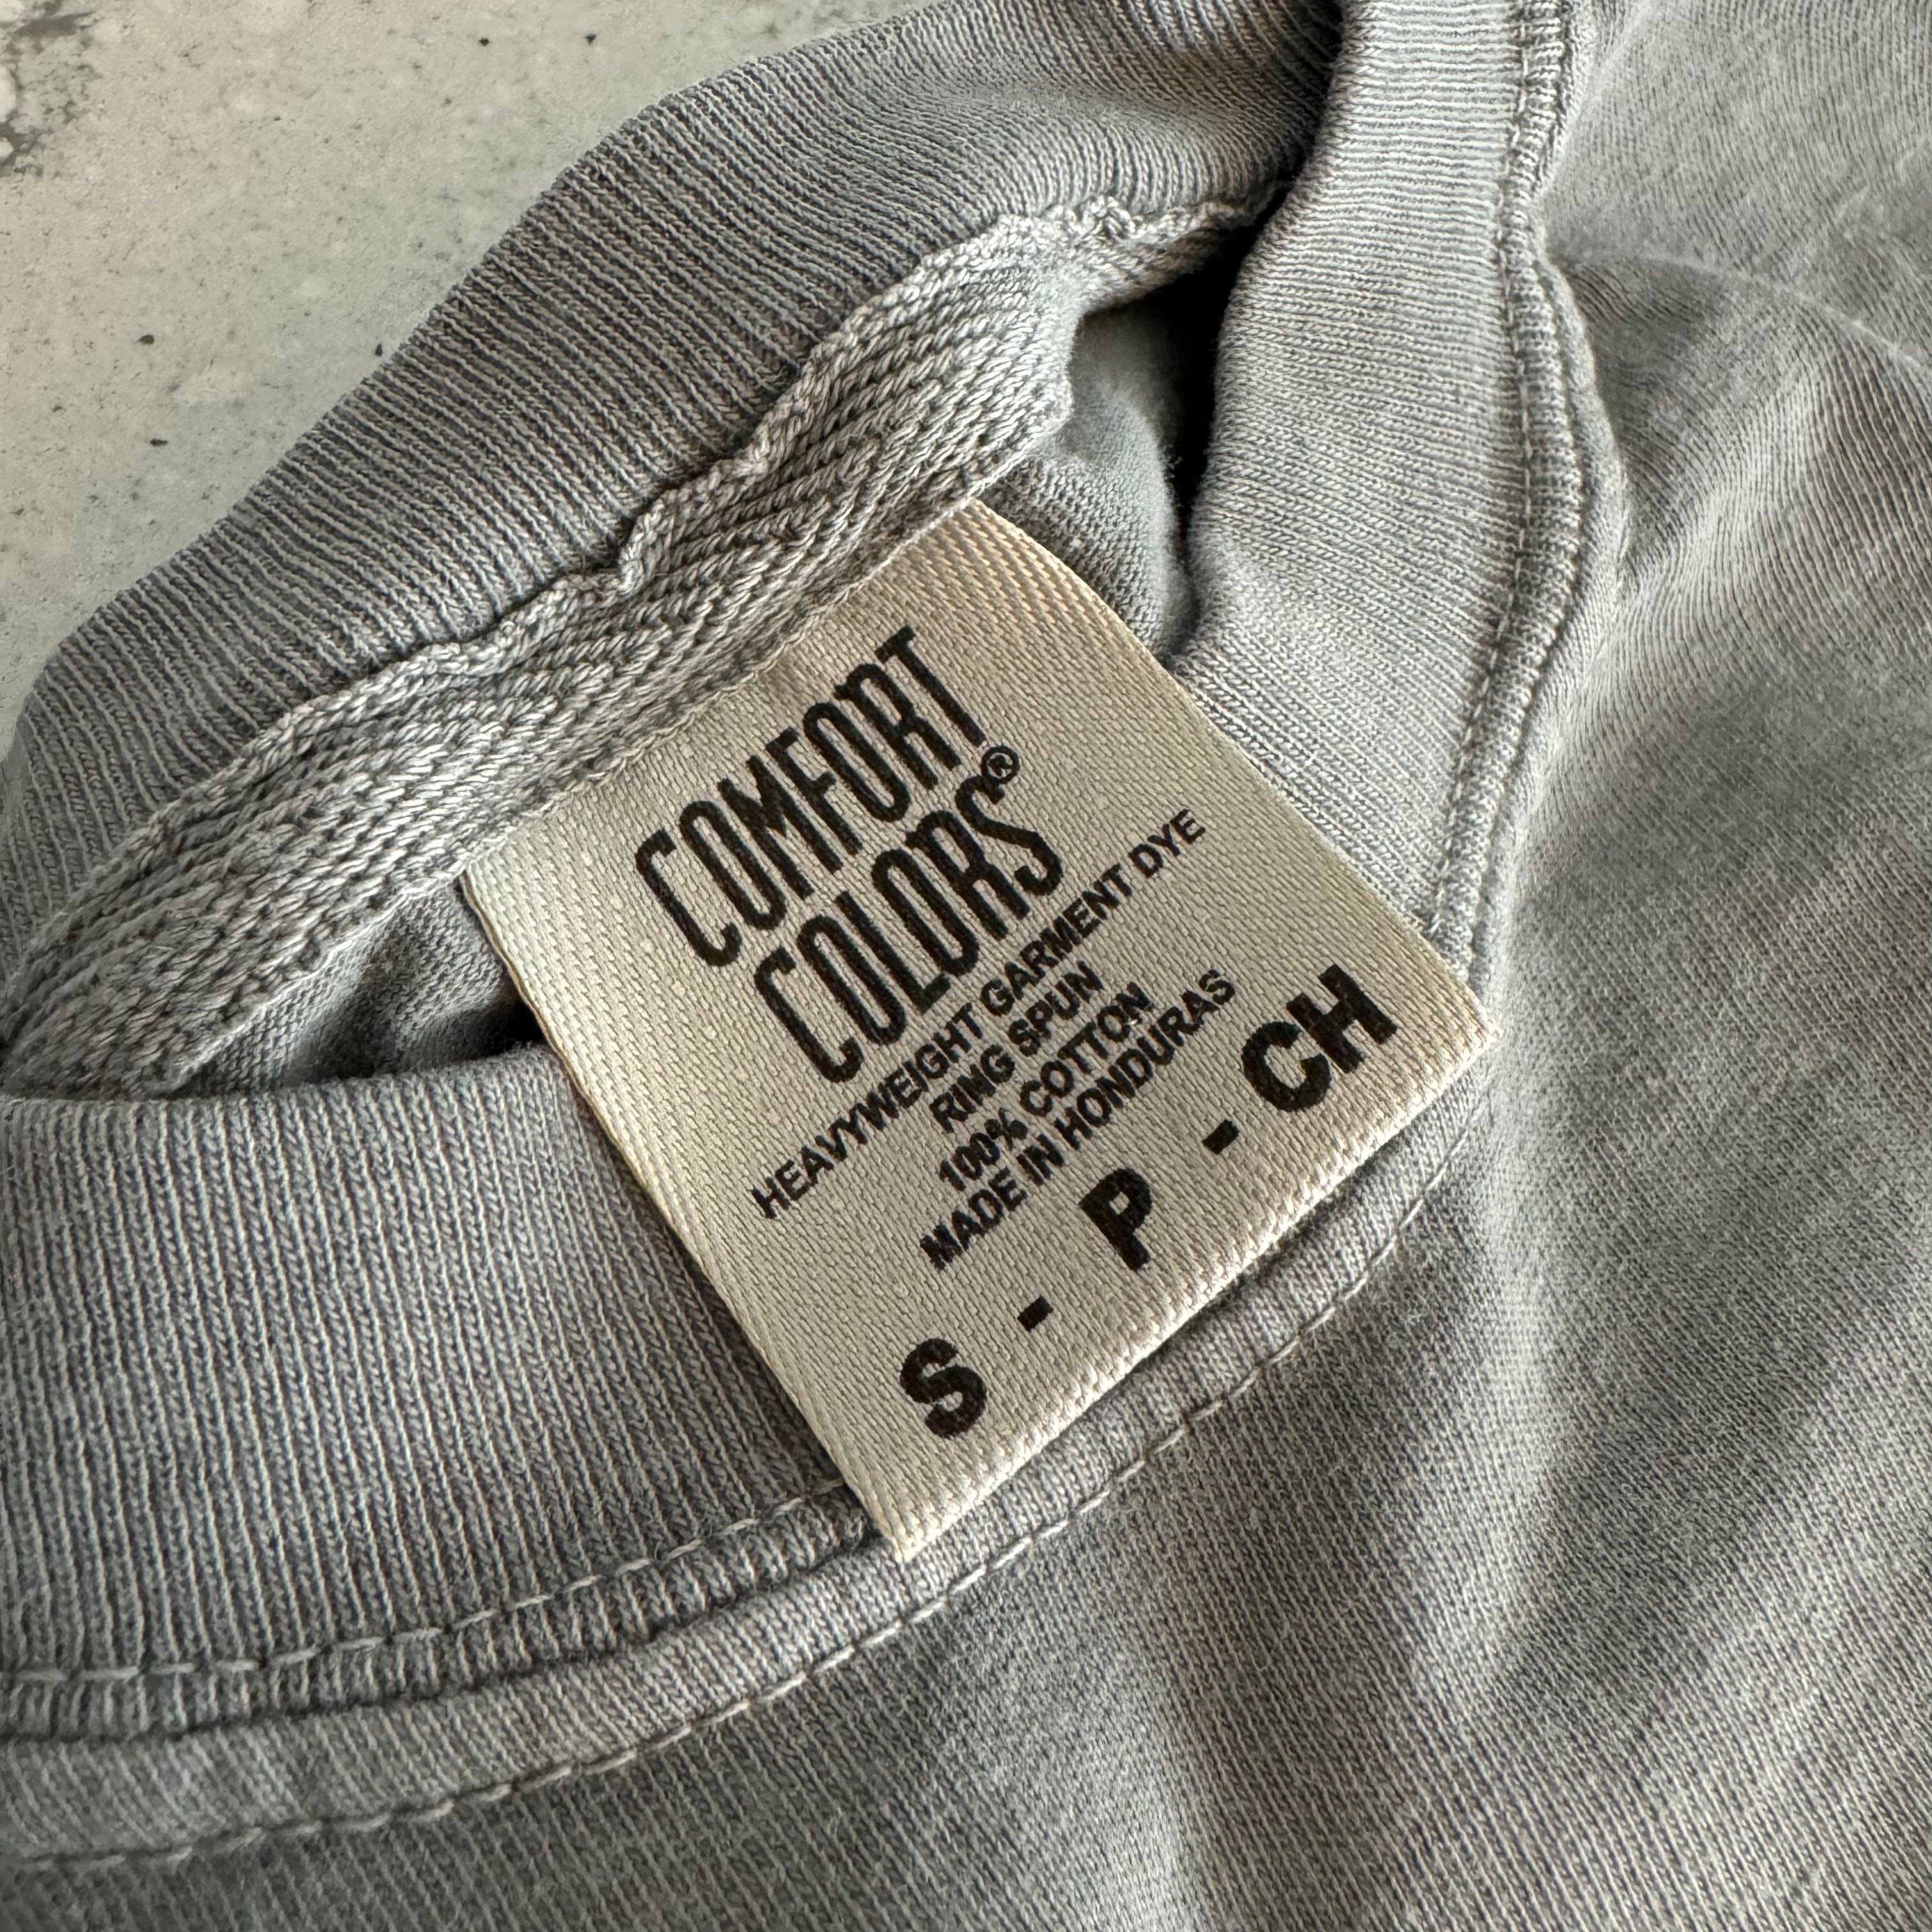 COMFORT
COLORS®
HEAVYWEIGHT GARMENT DYE
RING SPUN
100% COTTON
MADE IN HONDURAS
S - P - CH